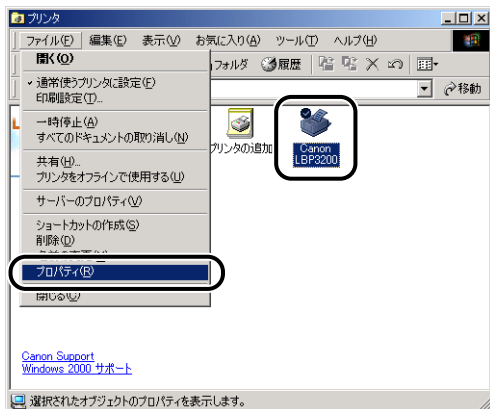 プリンタ
ファイル(F) 編集(E) 表示(V) お気に入り(A) ツール(T) ヘルプ(H)
開く(O)
フォルダ 履歴
通常使うプリンタに設定(F)
印刷設定(T)...
移動
一時停止(A)
すべてのドキュメントの取り消し(N)
プリンタの追加
Canon
LBP3200
共有(H)...
プリンタをオフラインで使用する(U)
サーバーのプロパティ(V)
ショートカットの作成(S)
削除(D)
プロパティ(R)
閉じる(C)
Canon Support
Windows 2000 サポート
選択されたオブジェクトのプロパティを表示します。